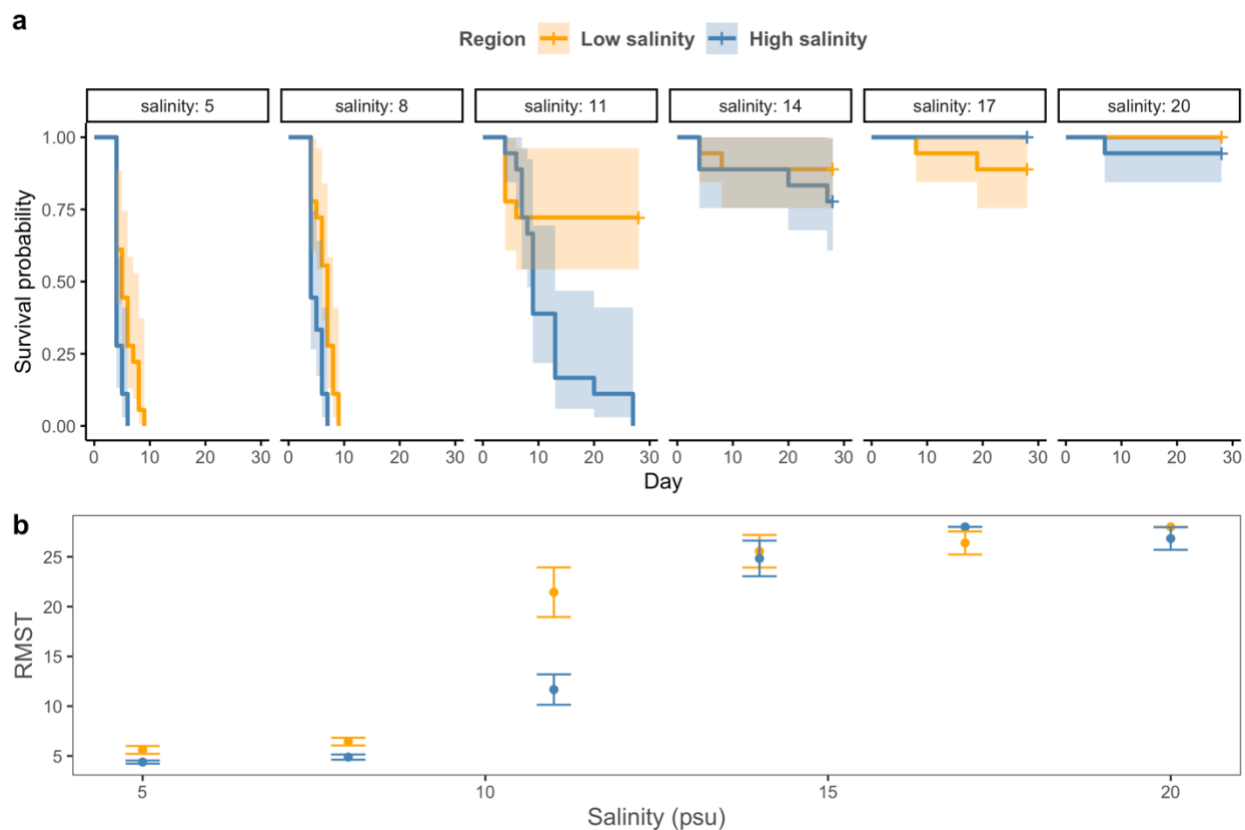 a
Region Low salinity High salinity
salinity: 5 salinity: 8 salinity: 11 salinity: 14 salinity: 17 salinity: 20
Survival probability
1.00
0.75
0.50
0.25
0.00
0 10 20 30 0 10 20 30 0 10 20 30 0 10 20 30 0 10 20 30 0 10 20 30
Day
b
RMST
25
20
15
10
5
5 10 15 20
Salinity (psu)